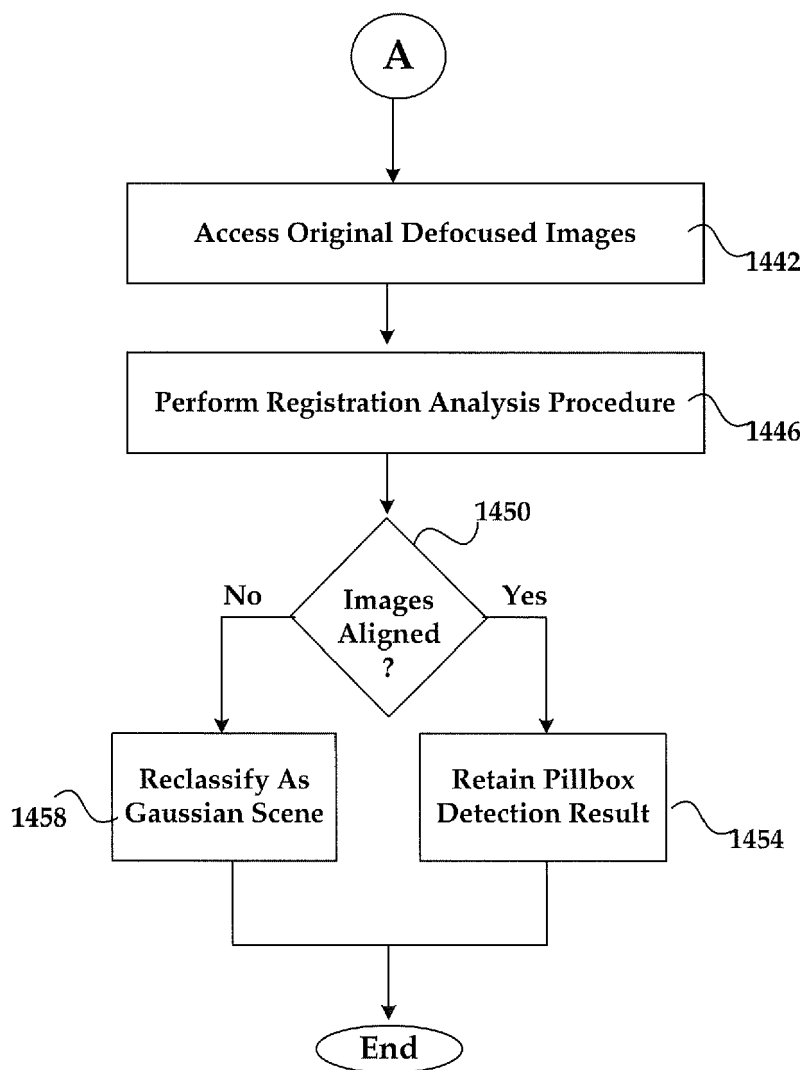 A
Access Original Defocused Images
1442
Perform Registration Analysis Procedure
1446
1450
No
Images
Aligned
?
Yes
Reclassify As
Gaussian Scene
1458
Retain Pillbox
Detection Result
1454
End